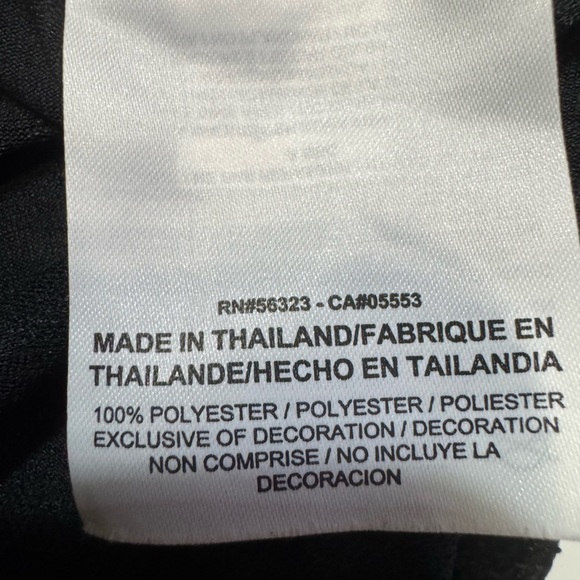 RN#56323 - CA#05553
MADE IN THAILAND/FABRIQUE EN
THAILANDE/HECHO EN TAILANDIA
100% POLYESTER / POLYESTER / POLIESTER
EXCLUSIVE OF DECORATION / DECORATION
NON COMPRISE / NO INCLUYE LA
DECORACION